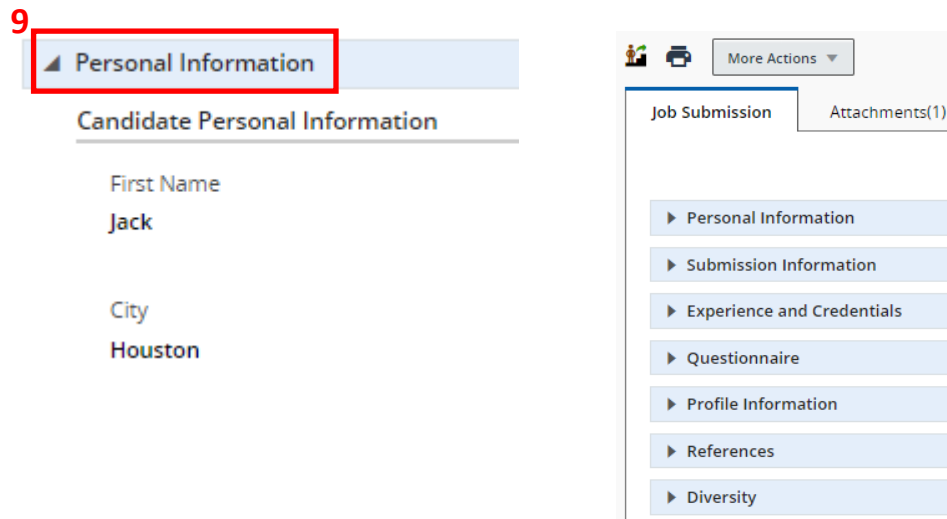 9
Personal Information
Candidate Personal Information
First Name
Jack
City
Houston
More Actions
Job Submission
Attachments(1)
Personal Information
Submission Information
Experience and Credentials
Questionnaire
Profile Information
References
Diversity